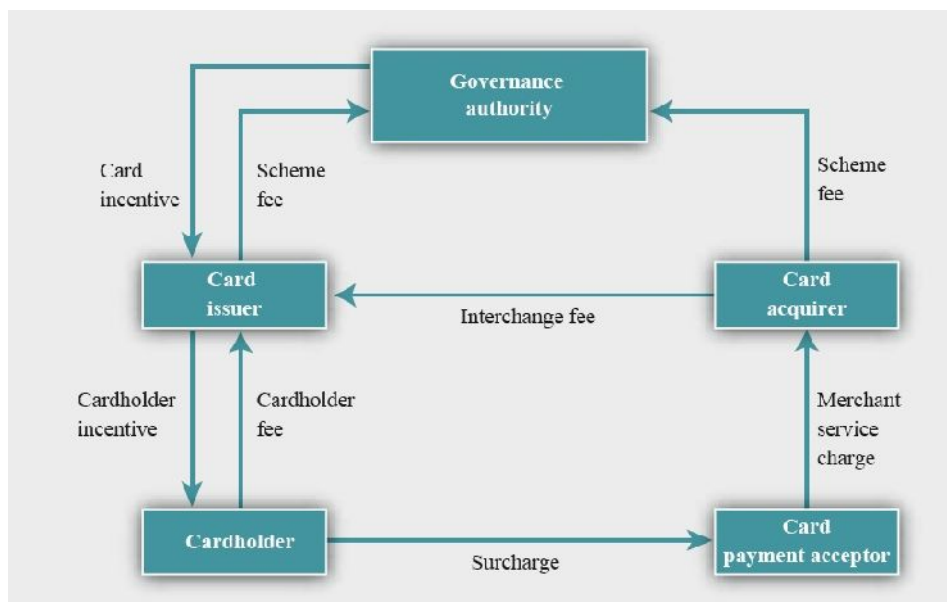 Governance
authority
Card
incentive
Scheme
fee
Scheme
fee
Card
issuer
Interchange fee
Card
acquirer
Cardholder
incentive
Cardholder
fee
Merchant
service
charge
Cardholder
Surcharge
Card
payment acceptor